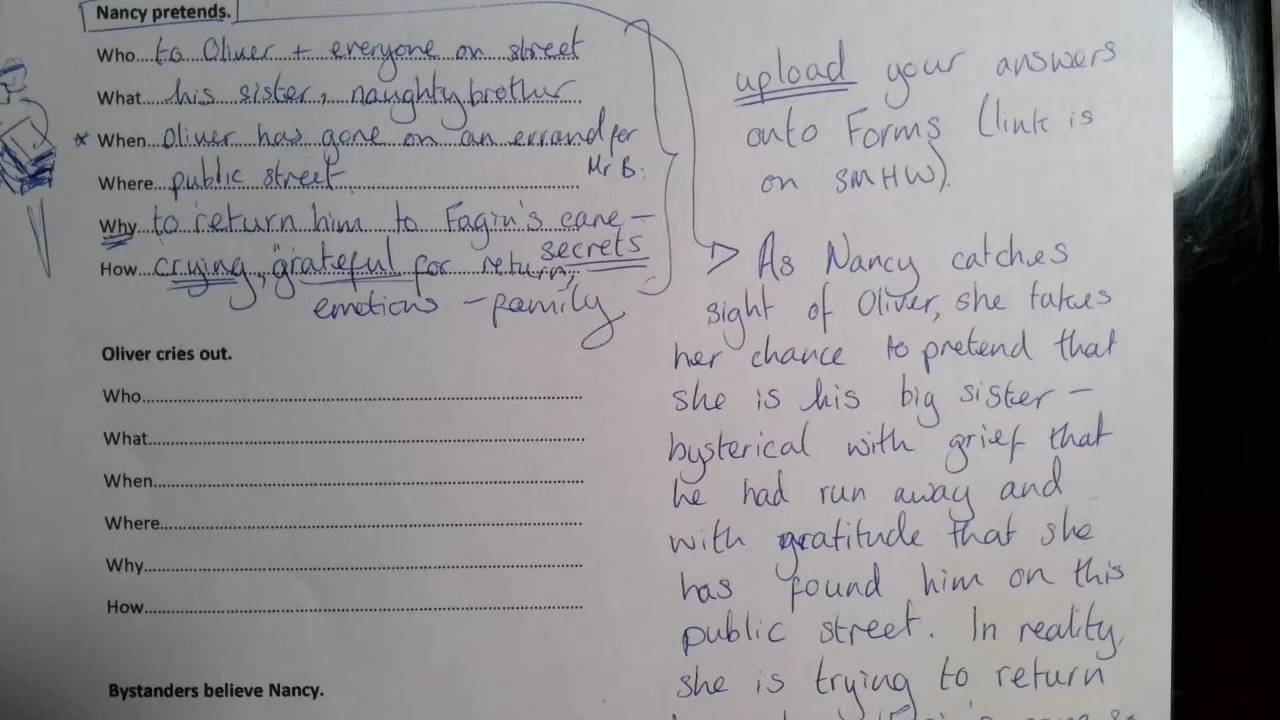 Nancy pretends.
Who....to Oliver + everyone on street
What....his sister, naughty brother
* When...Oliver has gone on an errand for
Mr B.
Where...public street.
Why...to return him to Fagin's care –
secrets
How....crying, "grateful for return,
emotions – family
Oliver cries out.
Who
What
When
Where
Why
How
Bystanders believe Nancy.
upload your answers
onto Forms (link is
on SMHW).
As Nancy catches
sight of Oliver, she takes
her chance to pretend that
she is his big sister –
hysterical with grief that
he had run away and
with gratitude that she
has found him on this
public street. In reality,
she is trying to return